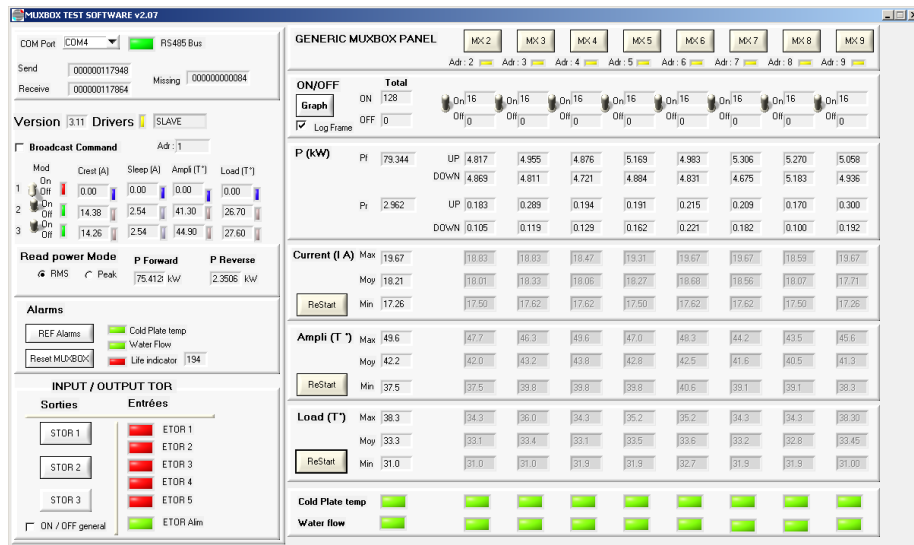 MUXBOX TEST SOFTWARE v2.07
COM Port COM4 RS485 Bus
Send 000000117948
Receive 000000117864
Missing 000000000084
Version 3.11 Drivers SLAVE
Broadcast Command Adr : 1
Mod Crest (A) Sleep (A) Ampli (T°) Load (T°)
1 On Off 0.00 0.00 0.00 0.00
2 On Off 14.38 2.54 41.30 26.70
3 On Off 14.26 2.54 44.90 27.60
Read power Mode P Forward P Reverse
RMS Peak 75.412 kW 2.3506 kW
Alarms
REF Alarms Cold Plate temp
Water Flow
Reset MUXBOX Life indicator 194
INPUT / OUTPUT TOR
Sorties Entrées
STOR 1 ETOR 1
ETOR 2
STOR 2 ETOR 3
ETOR 4
STOR 3 ETOR 5
ON / OFF general ETOR Alim
GENERIC MUXBOX PANEL MX 2 MX 3 MX 4 MX 5 MX 6 MX 7 MX 8 MX 9
Adr : 2 Adr : 3 Adr : 4 Adr : 5 Adr : 6 Adr : 7 Adr : 8 Adr : 9
ON/OFF Total
Graph ON 128 On 16 On 16 On 16 On 16 On 16 On 16 On 16 On 16
Log Frame OFF 0 Off 0 Off 0 Off 0 Off 0 Off 0 Off 0 Off 0 Off 0
P (kW) Pf 79.344 UP 4.817 4.955 4.876 5.169 4.983 5.306 5.270 5.058
DOWN 4.869 4.811 4.721 4.884 4.831 4.675 5.183 4.936
Pr 2.962 UP 0.183 0.289 0.194 0.191 0.215 0.209 0.170 0.300
DOWN 0.105 0.119 0.129 0.162 0.221 0.182 0.100 0.192
Current (I A) Max 19.67 18.83 18.83 18.47 19.31 19.67 19.67 18.59 19.67
Moy 18.21 18.01 18.33 18.06 18.27 18.68 18.56 18.07 17.71
ReStart Min 17.26 17.50 17.62 17.62 17.50 17.62 17.62 17.50 17.26
Ampli (T °) Max 49.6 47.7 46.3 49.6 47.0 48.3 44.2 43.5 45.6
Moy 42.2 42.0 43.2 43.8 42.8 42.5 41.6 40.5 41.3
ReStart Min 37.5 37.5 39.8 39.8 39.8 40.6 39.1 39.1 38.3
Load (T°) Max 38.3 34.3 36.0 34.3 35.2 35.2 34.3 34.3 38.30
Moy 33.3 33.1 33.4 33.1 33.5 33.6 33.2 32.8 33.45
ReStart Min 31.0 31.0 31.0 31.9 31.9 32.7 31.9 31.9 31.00
Cold Plate temp
Water flow